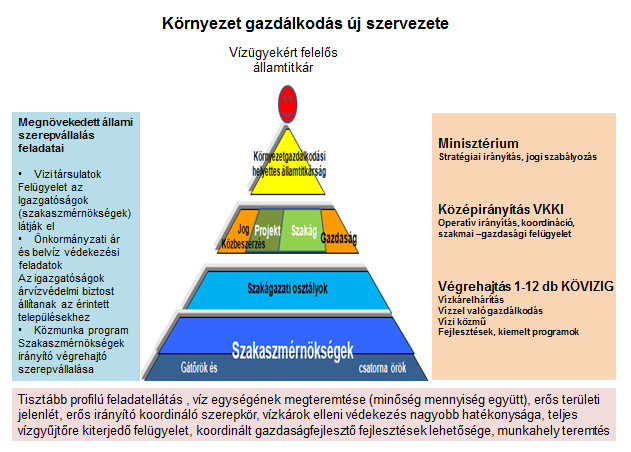 Környezet gazdálkodás új szervezete
Vízügyekért felelős
államtitkár
Megnövekedett állami
szerepvállalás
feladatai
• Vizi társulatok
Felügyelet az
Igazgatóságok
(szakaszmérnökségek)
látják el
• Önkormányzati ár
és belvíz védekezési
feladatok
Az igazgatóságok
árvízvédelmi biztost
állítanak az érintett
településekhez
• Közmunka program
Szakaszmérnökségek
irányító végrehajtó
szerepvállalása
Környezetgazdálkodási
helyettes államtitkárság
Jog
Közbeszérzés
Projekt
Szakág
Gazdaság
Szakágazati osztályok
Szakaszmérnökségek
Gátőrök és
csatorna őrök
Minisztérium
Stratégiai irányítás, jogi szabályozás
Középirányítás VKKI
Operatív irányítás, koordináció,
szakmai –gazdasági felügyelet
Végrehajtás 1-12 db KÖVIZIG
Vízkárelhárítás
Vízzel való gazdálkodás
Vízi közmű
Fejlesztések, kiemelt programok
Tisztább profilú feladatellátás , víz egységének megteremtése (minőség mennyiség együtt), erős területi
jelenlét, erős irányító koordináló szerepkör, vízkárok elleni védekezés nagyobb hatékonysága, teljes
vízgyűjtőre kiterjedő felügyelet, koordinált gazdaságfejlesztő fejlesztések lehetősége, munkahely teremtés